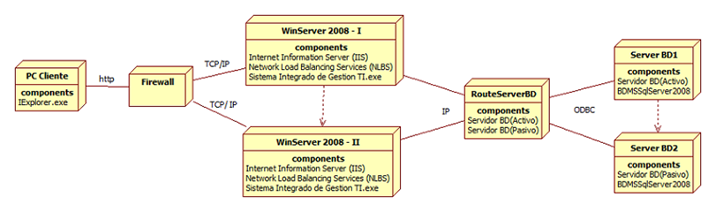 PC Cliente
components
IExplorer.exe
http
Firewall
TCP/IP
TCP/ IP
WinServer 2008 - I
components
Internet Information Server (IIS)
Network Load Balancing Services (NLBS)
Sistema Integrado de Gestion TI.exe
WinServer 2008 - II
components
Internet Information Server (IIS)
Network Load Balancing Services (NLBS)
Sistema Integrado de Gestion TI.exe
IP
RouteServerBD
components
Servidor BD(Activo)
Servidor BD(Pasivo)
ODBC
Server BD1
components
Servidor BD(Activo)
BDMSSqlServer2008
Server BD2
components
Servidor BD(Pasivo)
BDMSSqlServer2008